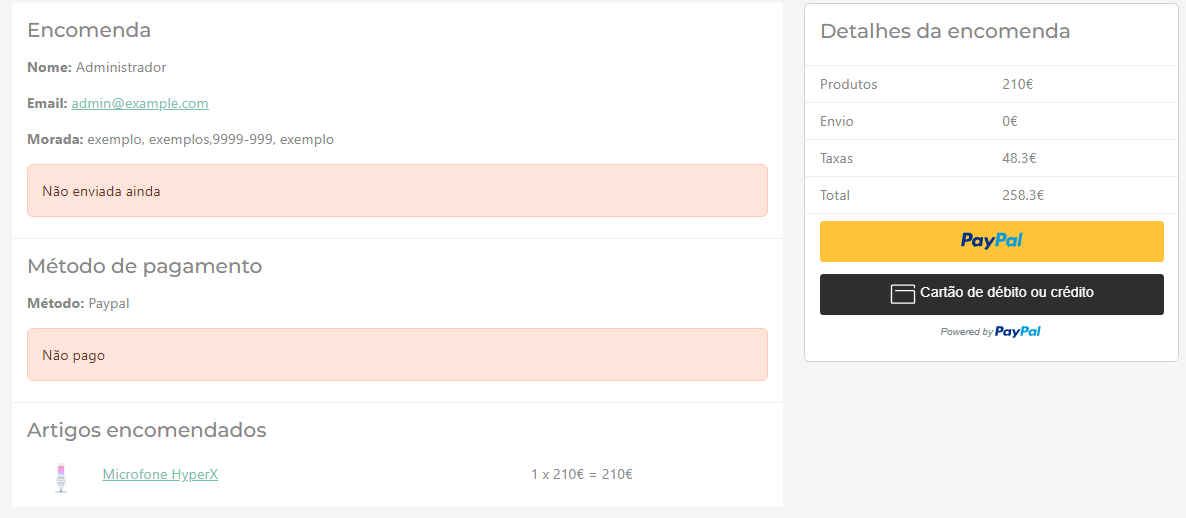 Encomenda
Nome: Administrador
Email: admin@example.com
Morada: exemplo, exemplos,9999-999, exemplo
Não enviada ainda
Método de pagamento
Método: Paypal
Não pago
Artigos encomendados
Microfone HyperX 1 x 210€ = 210€
Detalhes da encomenda
Produtos 210€
Envio 0€
Taxas 48.3€
Total 258.3€
PayPal
Cartão de débito ou crédito
Powered by PayPal